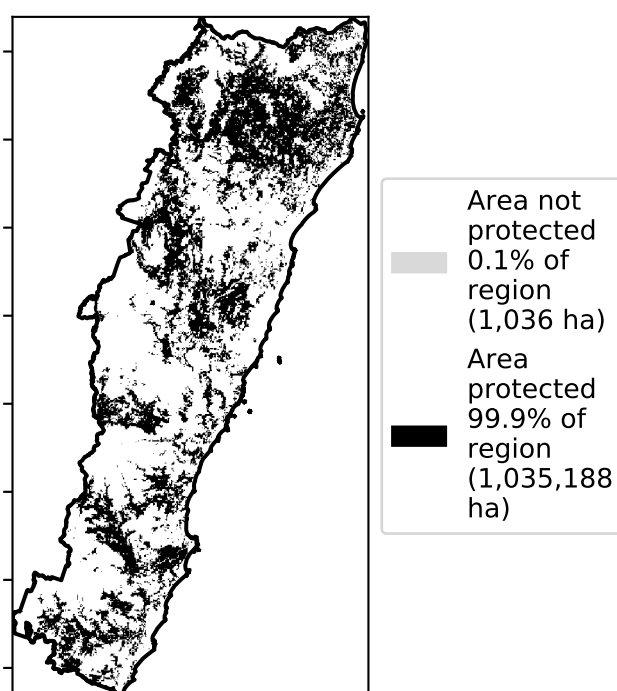 Area not
protected
0.1% of
region
(1,036 ha)
Area
protected
99.9% of
region
(1,035,188
ha)